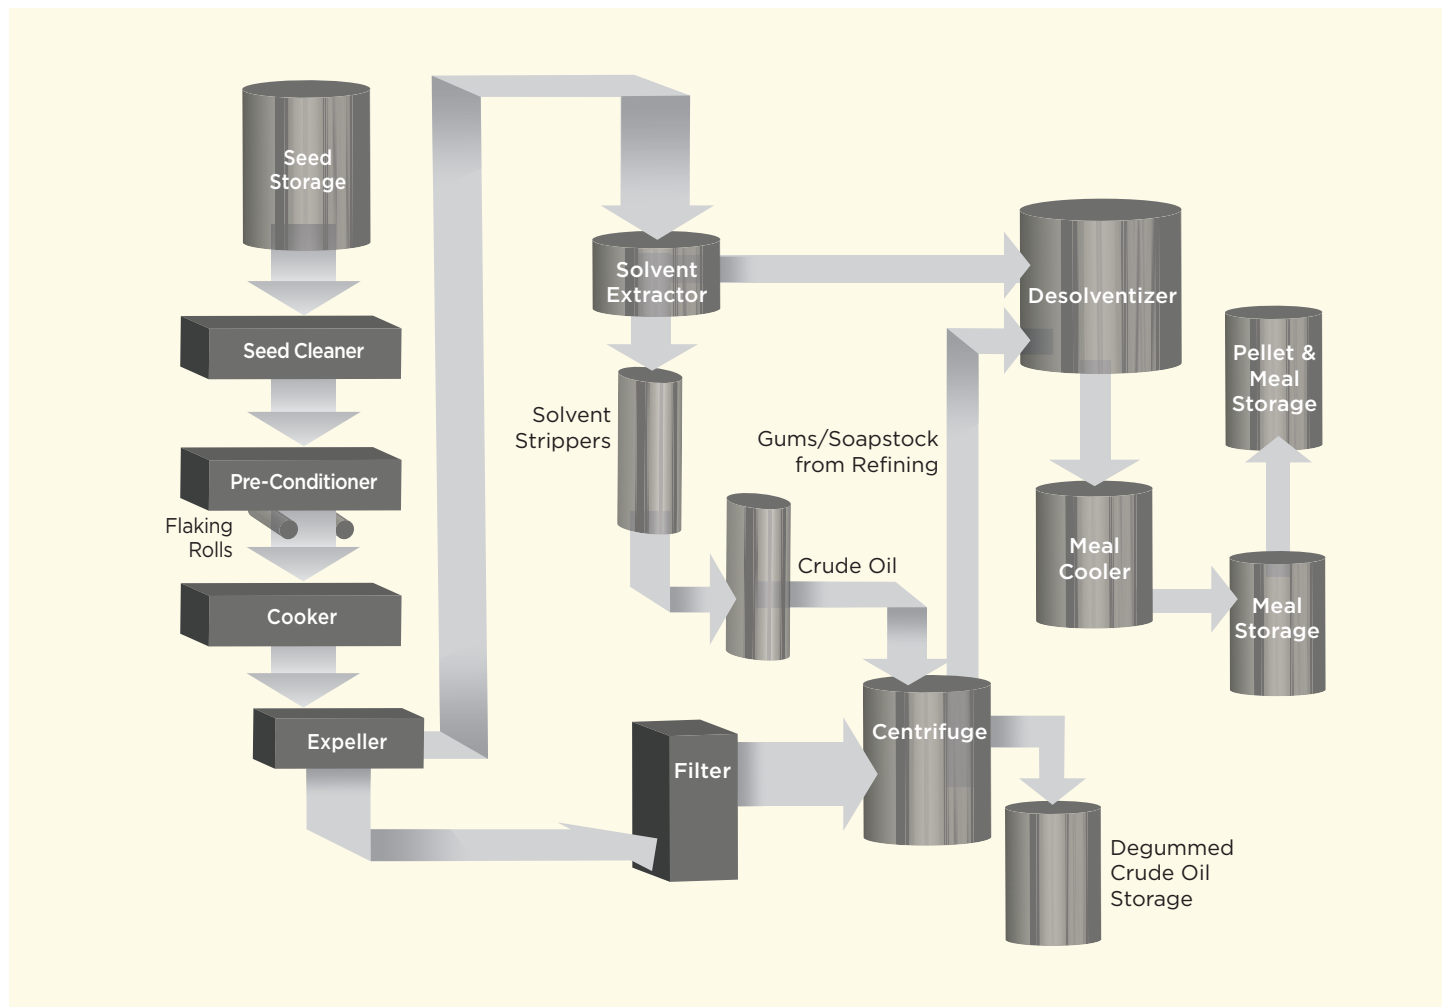 Seed
Storage
Seed Cleaner
Pre-Conditioner
Flaking
Rolls
Cooker
Expeller
Solvent
Extractor
Solvent
Strippers
Crude Oil
Gums/Soapstock
from Refining
Filter
Centrifuge
Degummed
Crude Oil
Storage
Desolventizer
Meal
Cooler
Meal
Storage
Pellet &
Meal
Storage